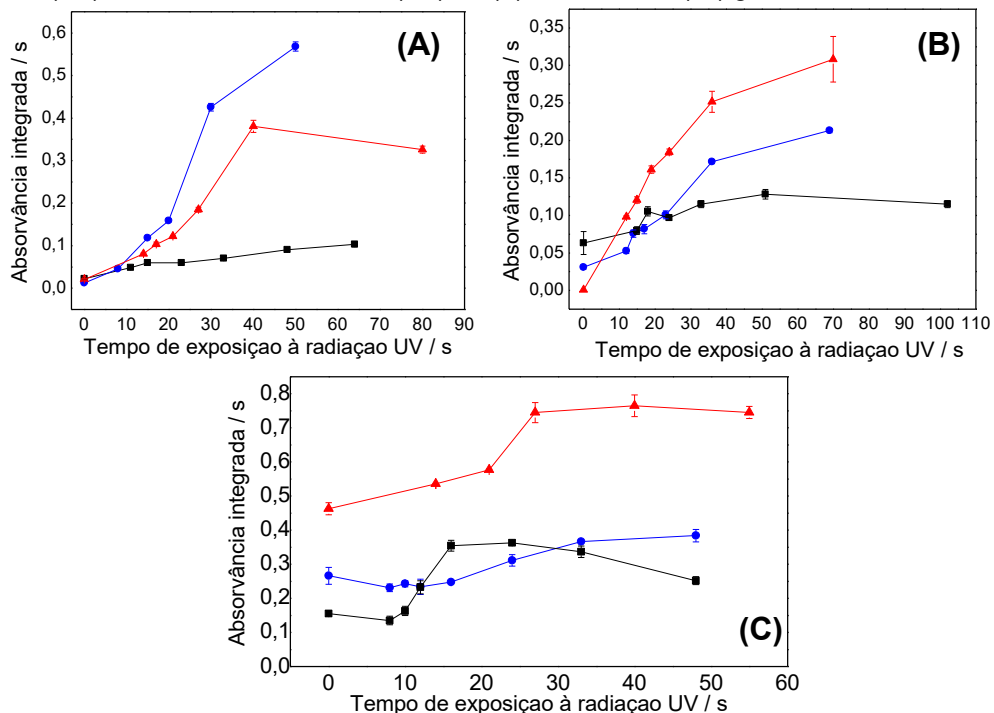 (A)
Absorvância integrada / s
0,6
0,5
0,4
0,3
0,2
0,1
0,0
0 10 20 30 40 50 60 70 80 90
Tempo de exposiçao à radiaçao UV / s
(B)
Absorvância integrada / s
0,35
0,30
0,25
0,20
0,15
0,10
0,05
0,00
0 10 20 30 40 50 60 70 80 90 100 110
Tempo de exposiçao à radiaçao UV / s
(C)
Absorvância integrada / s
0,8
0,7
0,6
0,5
0,4
0,3
0,2
0,1
0,0
0 10 20 30 40 50 60
Tempo de exposiçao à radiaçao UV / s